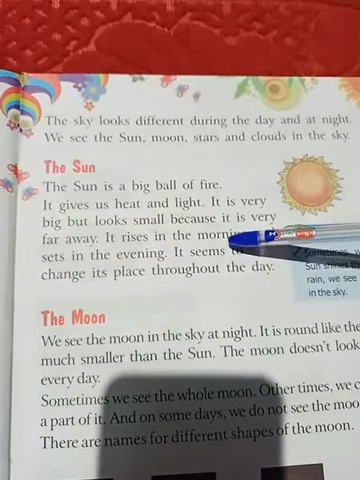 The sky looks different during the day and at night.
We see the Sun, moon, stars and clouds in the sky.
The Sun
The Sun is a big ball of fire.
It gives us heat and light. It is very
big but looks small because it is very
far away. It rises in the
sets in the evening. It seems
change its place throughout the day.
Sometimes
Sun shines
rain, we see
in the sky.
The Moon
We see the moon in the sky at night. It is round like the
much smaller than the Sun. The moon doesn't look
every day.
Sometimes we see the whole moon. Other times, we
a part of it. And on some days, we do not see the
There are names for different shapes of the moon.